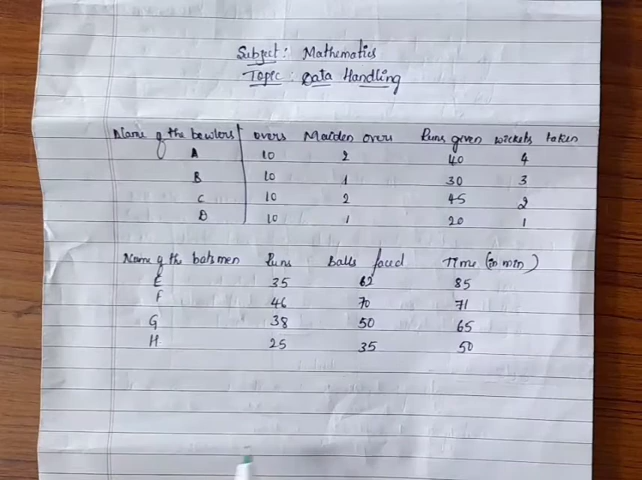 Subject: Mathematics
Topic: Data Handling
Name of the bowlers overs Maiden overs Runs given wickets taken
A 10 2 40 4
B 10 1 30 3
C 10 2 45 2
D 10 1 20 1
Name of the batsmen Runs Balls faced Time (in min)
E 35 62 85
F 46 70 71
G 38 50 65
H 25 35 50